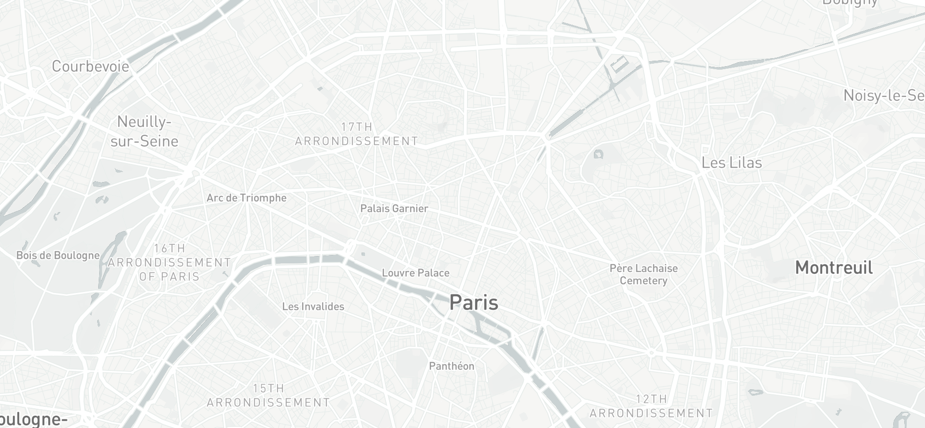 Bobigny
Courbevoie
Noisy-le-Se
Neuilly-
sur-Seine
17TH
ARRONDISSEMENT
Les Lilas
Arc de Triomphe
Palais Garnier
16TH
ARRONDISSEMENT
OF PARIS
Bois de Boulogne
Louvre Palace
Père Lachaise
Cemetery
Montreuil
Les Invalides
Paris
Panthéon
15TH
ARRONDISSEMENT
12TH
ARRONDISSEMENT
oulogne-